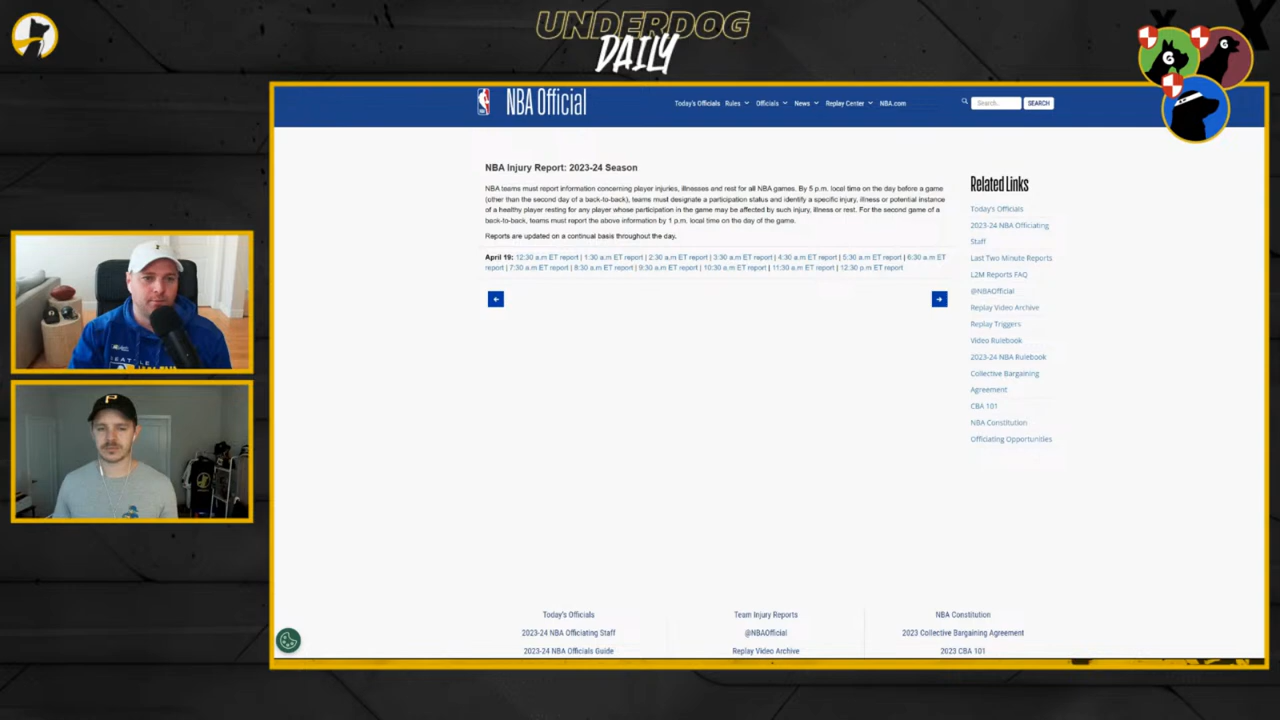 UNDERDOG
DAILY
NBA Official
Today's Officials Rules Officials News Replay Center NBA.com
Search... SEARCH
NBA Injury Report: 2023-24 Season
NBA teams must report information concerning player injuries, illnesses and rest for all NBA games. By 5 p.m. local time on the day before a game
(other than the second day of a back-to-back), teams must designate a participation status and identify a specific injury, illness or potential instance
of a healthy player resting for any player whose participation in the game may be affected by such injury, illness or rest. For the second game of a
back-to-back, teams must report the above information by 1 p.m. local time on the day of the game.
Reports are updated on a continual basis throughout the day.
April 19: 12:30 a.m ET report | 1:30 a.m ET report | 2:30 a.m ET report | 3:30 a.m ET report | 4:30 a.m ET report | 5:30 a.m ET report | 6:30 a.m ET
report | 7:30 a.m ET report | 8:30 a.m ET report | 9:30 a.m ET report | 10:30 a.m ET report | 11:30 a.m ET report | 12:30 p.m ET report
Related Links
Today's Officials
2023-24 NBA Officiating
Staff
Last Two Minute Reports
L2M Reports FAQ
@NBAOfficial
Replay Video Archive
Replay Triggers
Video Rulebook
2023-24 NBA Rulebook
Collective Bargaining
Agreement
CBA 101
NBA Constitution
Officiating Opportunities
Today's Officials
2023-24 NBA Officiating Staff
2023-24 NBA Officials Guide
Team Injury Reports
@NBAOfficial
Replay Video Archive
NBA Constitution
2023 Collective Bargaining Agreement
2023 CBA 101
G
G
SEATTLE
P